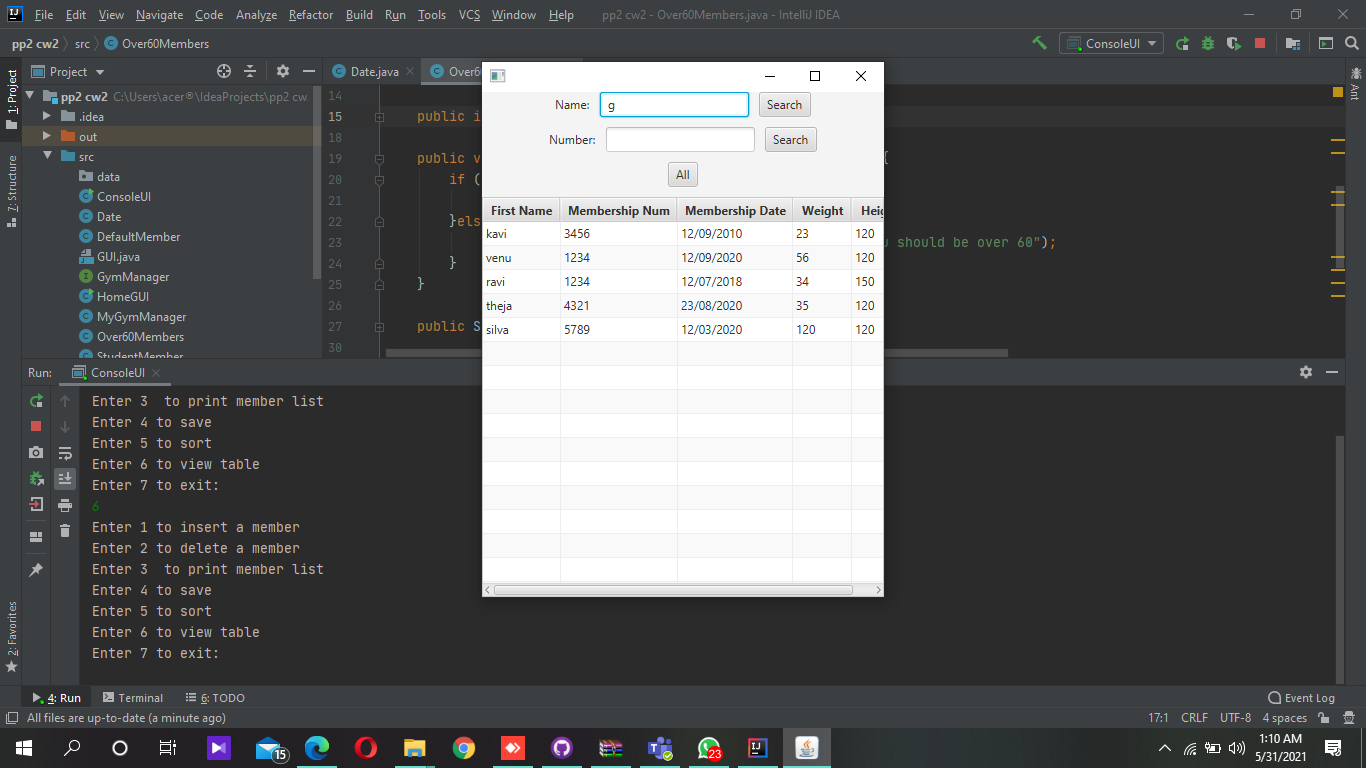 File Edit View Navigate Code Analyze Refactor Build Run Tools VCS Window Help pp2 cw2 - Over60Members.java - IntelliJ IDEA
pp2 cw2 src Over60Members ConsoleUI
1: Project
7: Structure
2: Favorites
Ant
Project
pp2 cw2 C:\Users\acer®\IdeaProjects\pp2 cw
.idea
out
src
data
ConsoleUI
Date
DefaultMember
GUI.java
GymManager
HomeGUI
MyGymManager
Over60Members
StudentMember
Date.java Over6
14
15 public i
18
19 public v {
20 if (
21
22 }els
23 u should be over 60");
24 }
25 }
26
27 public S
30
Name: g Search
Number: Search
All
First Name Membership Num Membership Date Weight Heig
kavi 3456 12/09/2010 23 120
venu 1234 12/09/2020 56 120
ravi 1234 12/07/2018 34 150
theja 4321 23/08/2020 35 120
silva 5789 12/03/2020 120 120
Run: ConsoleUI
Enter 3  to print member list
Enter 4 to save
Enter 5 to sort
Enter 6 to view table
Enter 7 to exit:
6
Enter 1 to insert a member
Enter 2 to delete a member
Enter 3  to print member list
Enter 4 to save
Enter 5 to sort
Enter 6 to view table
Enter 7 to exit:
4: Run Terminal 6: TODO Event Log
All files are up-to-date (a minute ago) 17:1 CRLF UTF-8 4 spaces
15
23
1:10 AM
5/31/2021